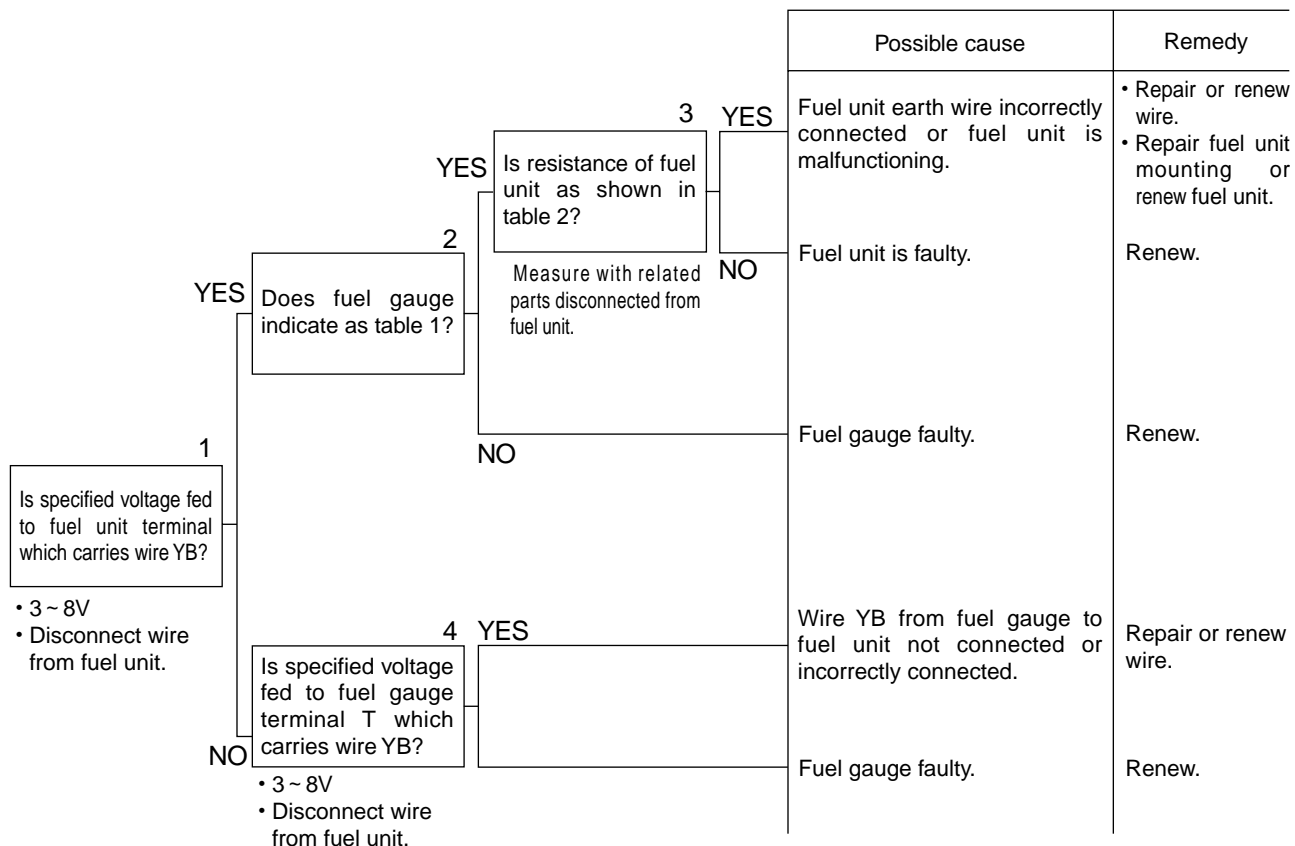 Possible cause
Remedy
1
Is specified voltage fed
to fuel unit terminal
which carries wire YB?
• 3 ~ 8V
• Disconnect wire
from fuel unit.
YES
2
Does fuel gauge
indicate as table 1?
YES
3
Is resistance of fuel
unit as shown in
table 2?
Measure with related
parts disconnected from
fuel unit.
YES
Fuel unit earth wire incorrectly
connected or fuel unit is
malfunctioning.
• Repair or renew
wire.
• Repair fuel unit
mounting or
renew fuel unit.
NO
Fuel unit is faulty.
Renew.
NO
Fuel gauge faulty.
Renew.
NO
4
Is specified voltage
fed to fuel gauge
terminal T which
carries wire YB?
• 3 ~ 8V
• Disconnect wire
from fuel unit.
YES
Wire YB from fuel gauge to
fuel unit not connected or
incorrectly connected.
Repair or renew
wire.
Fuel gauge faulty.
Renew.